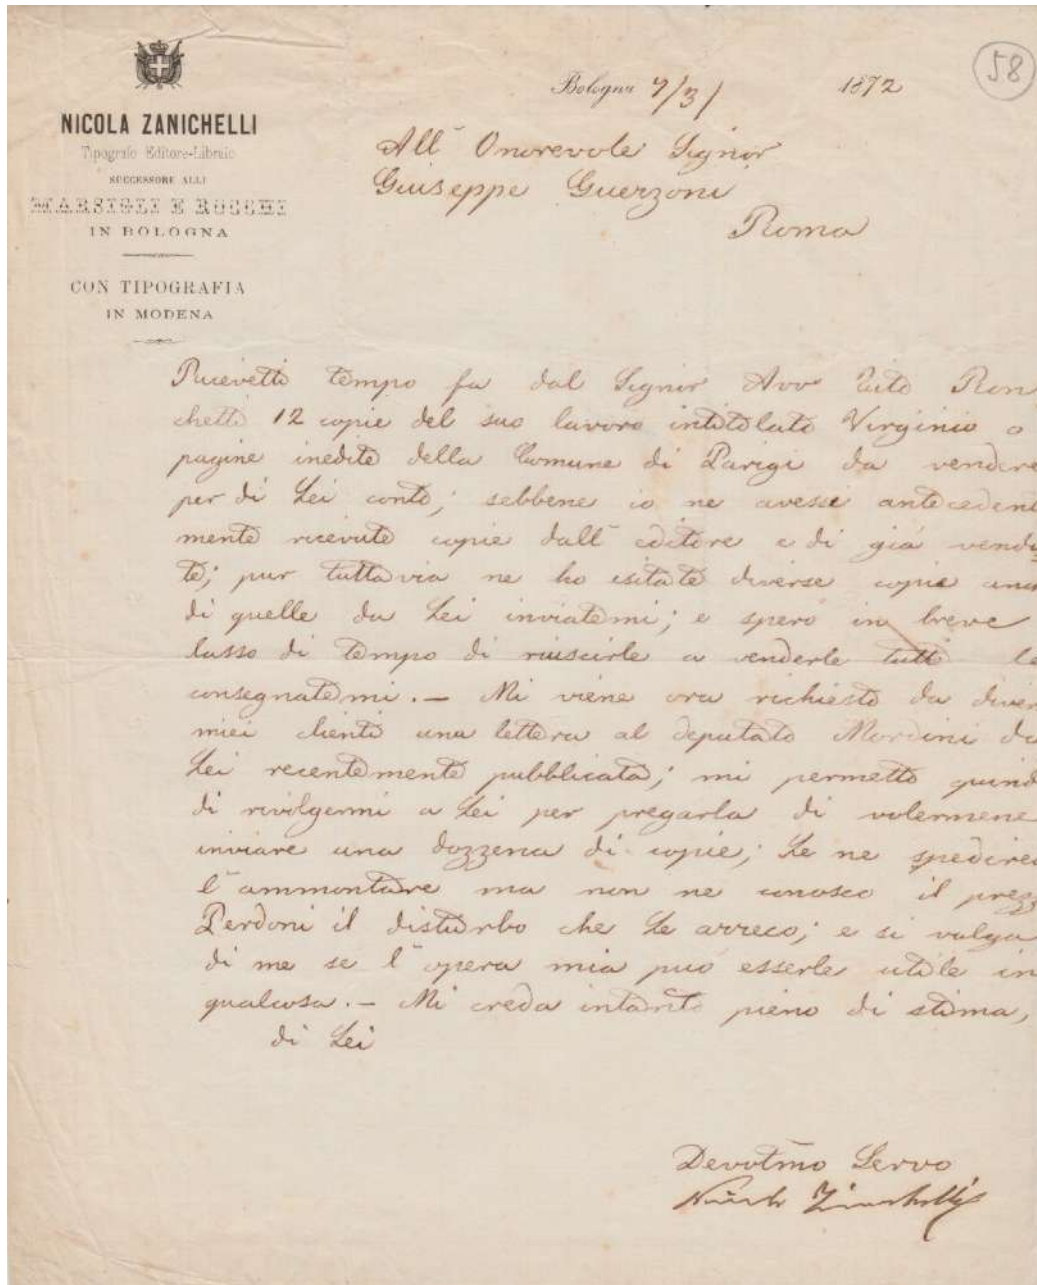 58
Bologna 7/3/ 1872
NICOLA ZANICHELLI
Tipografo Editore-Libraio
SUCCESSORE ALLI
MARSIGLI E ROCCHI
IN BOLOGNA
CON TIPOGRAFIA
IN MODENA
All' Onorevole Signor
Giuseppe Guerzoni
Roma
Ricevetti tempo fa dal Signor Avvo Tito Ron
chetti 12 copie del suo lavoro intitolato Virginio o
pagine inedite della Comune di Parigi da vendere
per di Lei conto; sebbene io ne avessi antecedent
mente ricevute copie dall' editore e di già vendu
te; pur tuttavia ne ho esitate diverse copie anche
di quelle da Lei inviatemi; e spero in breve
lasso di tempo di riuscirle a venderle tutte le
consegnatemi. — Mi viene ora richiesto da diver
miei clienti una lettera al deputato Mordini da
Lei recentemente pubblicata; mi permetto quind
di rivolgermi a Lei per pregarla di volermene
inviare una dozzena di copie; Le ne spedirei
l'ammontare ma non ne conosco il prezz
Perdoni il disturbo che Le arreco; e si valga
di me se l'opera mia può esserle utile in
qualcosa. — Mi creda intanto pieno di stima,
di Lei
Devotmo Servo
Nicola Zanichelli